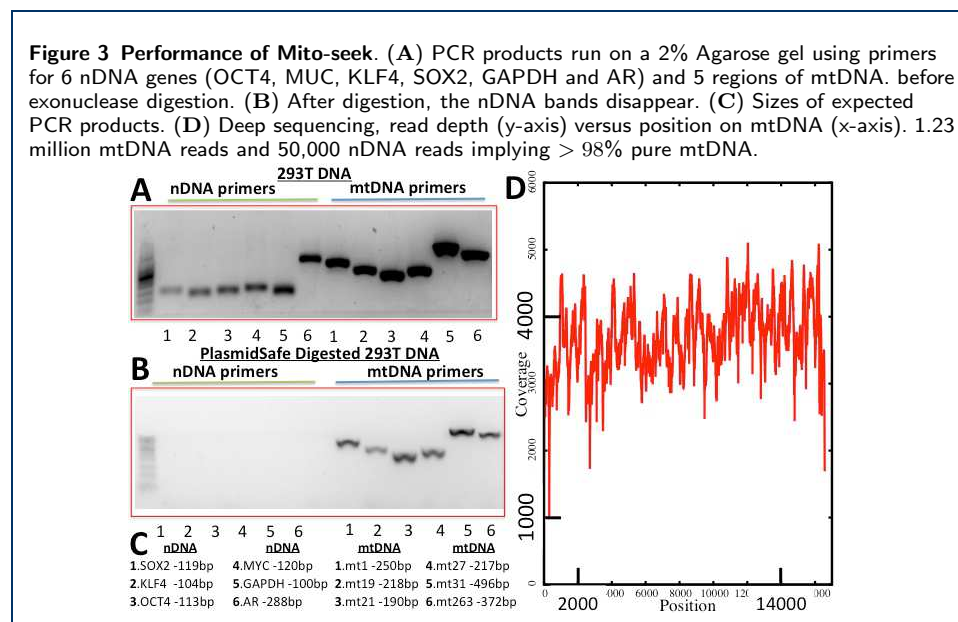 Figure 3 Performance of Mito-seek. (A) PCR products run on a 2% Agarose gel using primers
for 6 nDNA genes (OCT4, MUC, KLF4, SOX2, GAPDH and AR) and 5 regions of mtDNA. before
exonuclease digestion. (B) After digestion, the nDNA bands disappear. (C) Sizes of expected
PCR products. (D) Deep sequencing, read depth (y-axis) versus position on mtDNA (x-axis). 1.23
million mtDNA reads and 50,000 nDNA reads implying > 98% pure mtDNA.
A
293T DNA
nDNA primers mtDNA primers
1 2 3 4 5 6 1 2 3 4 5 6
PlasmidSafe Digested 293T DNA
B
nDNA primers mtDNA primers
1 2 3 4 5 6 1 2 3 4 5 6
C
nDNA nDNA mtDNA mtDNA
1.SOX2 -119bp 4.MYC -120bp 1.mt1 -250bp 4.mt27 -217bp
2.KLF4 -104bp 5.GAPDH -100bp 2.mt19 -218bp 5.mt31 -496bp
3.OCT4 -113bp 6.AR -288bp 3.mt21 -190bp 6.mt263 -372bp
D
6000
5000
4000
3000
2000
1000
0
Coverage
0 2000 4000 6000 8000 10000 14000
Position